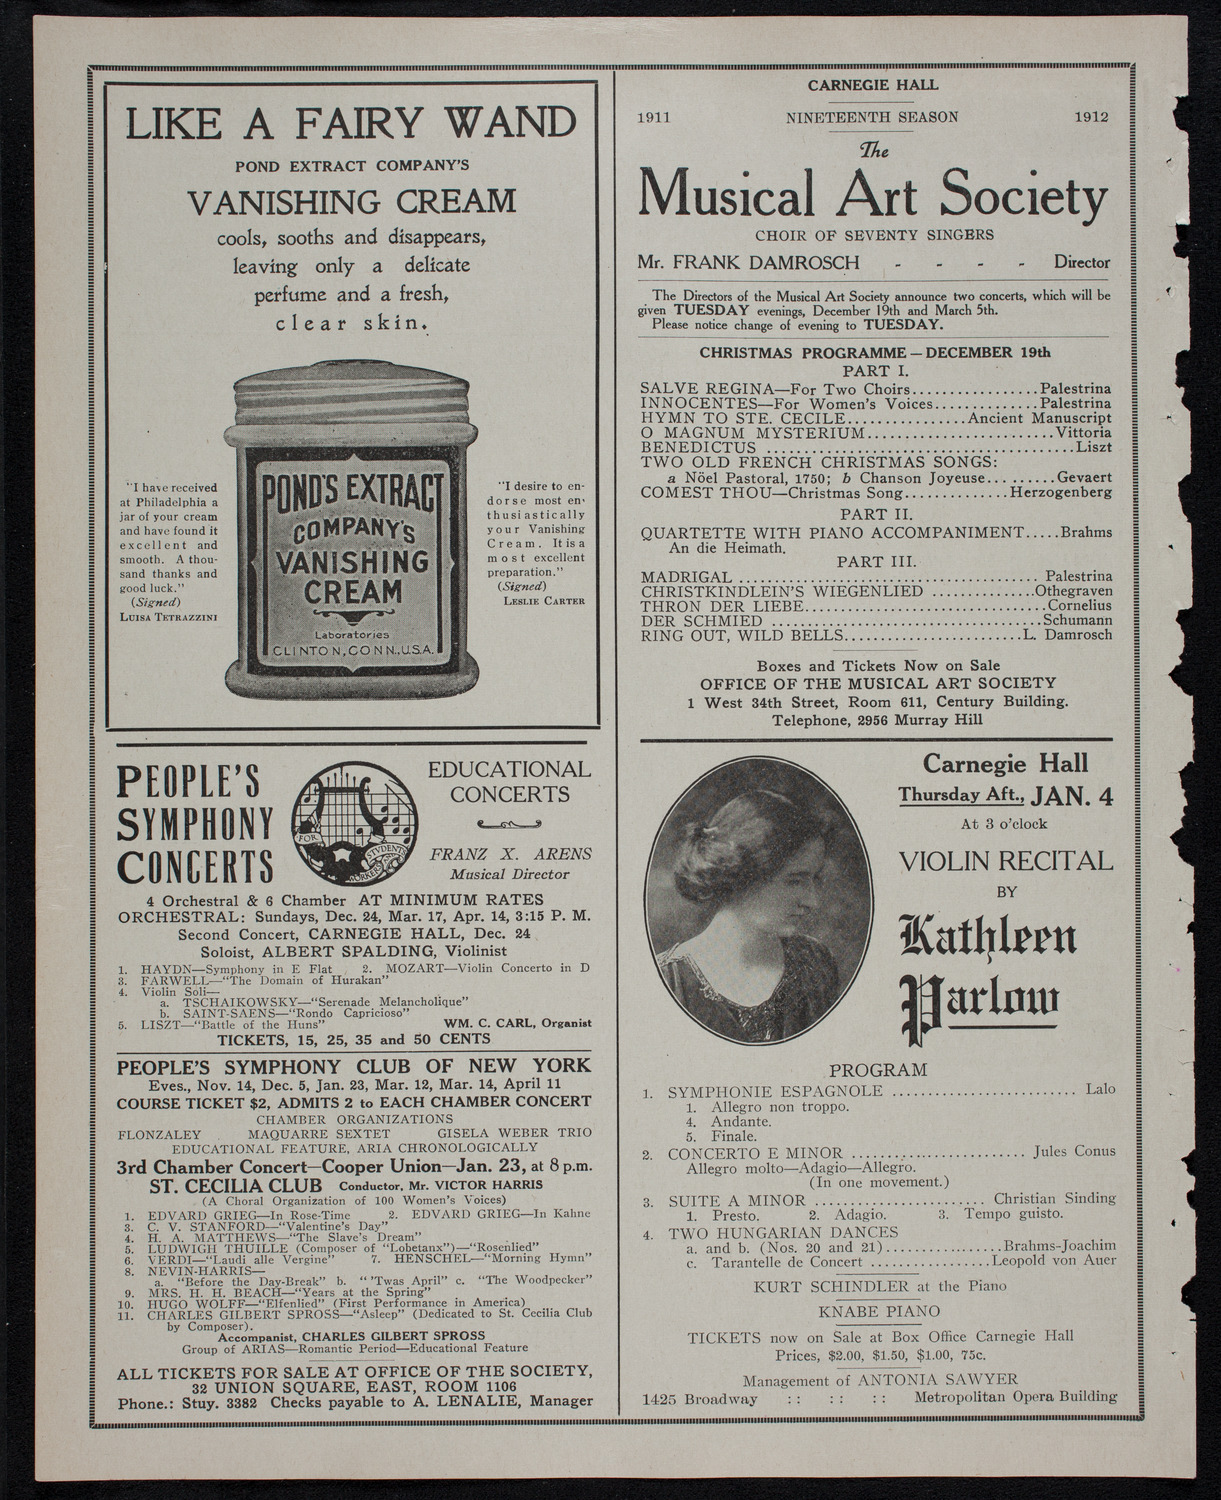 LIKE A FAIRY WAND
POND EXTRACT COMPANY'S
VANISHING CREAM
cools, sooths and disappears,
leaving only a delicate
perfume and a fresh,
clear skin.
"I have received
at Philadelphia a
jar of your cream
and have found it
excellent and
smooth. A thou-
sand thanks and
good luck."
(Signed)
LUISA TETRAZZINI
POND'S EXTRACT
COMPANY'S
VANISHING
CREAM
Laboratories
CLINTON, CONN., U.S.A.
"I desire to en-
dorse most en-
thusiastically
your Vanishing
Cream. It is a
most excellent
preparation."
(Signed)
LESLIE CARTER
PEOPLE'S
SYMPHONY
CONCERTS
FOR
STUDENTS
WORKERS
EDUCATIONAL
CONCERTS
FRANZ X. ARENS
Musical Director
4 Orchestral & 6 Chamber AT MINIMUM RATES
ORCHESTRAL: Sundays, Dec. 24, Mar. 17, Apr. 14, 3:15 P. M.
Second Concert, CARNEGIE HALL, Dec. 24
Soloist, ALBERT SPALDING, Violinist
1. HAYDN—Symphony in E Flat 2. MOZART—Violin Concerto in D
3. FARWELL—"The Domain of Hurakan"
4. Violin Soli—
a. TSCHAIKOWSKY—"Serenade Melancholique"
b. SAINT-SAENS—"Rondo Capricioso"
5. LISZT—"Battle of the Huns" WM. C. CARL, Organist
TICKETS, 15, 25, 35 and 50 CENTS
PEOPLE'S SYMPHONY CLUB OF NEW YORK
Eves., Nov. 14, Dec. 5, Jan. 23, Mar. 12, Mar. 14, April 11
COURSE TICKET $2, ADMITS 2 to EACH CHAMBER CONCERT
CHAMBER ORGANIZATIONS
FLONZALEY MAQUARRE SEXTET GISELA WEBER TRIO
EDUCATIONAL FEATURE, ARIA CHRONOLOGICALLY
3rd Chamber Concert—Cooper Union—Jan. 23, at 8 p.m.
ST. CECILIA CLUB Conductor, Mr. VICTOR HARRIS
(A Choral Organization of 100 Women's Voices)
1. EDVARD GRIEG—In Rose-Time 2. EDVARD GRIEG—In Kahne
3. C. V. STANFORD—"Valentine's Day"
4. H. A. MATTHEWS—"The Slave's Dream"
5. LUDWIGH THUILLE (Composer of "Lobetanx")—"Rosenlied"
6. VERDI—"Laudi alle Vergine" 7. HENSCHEL—"Morning Hymn"
8. NEVIN-HARRIS—
a. "Before the Day-Break" b. "'Twas April" c. "The Woodpecker"
9. MRS. H. H. BEACH—"Years at the Spring"
10. HUGO WOLFF—"Elfenlied" (First Performance in America)
11. CHARLES GILBERT SPROSS—"Asleep" (Dedicated to St. Cecilia Club
by Composer).
Accompanist, CHARLES GILBERT SPROSS
Group of ARIAS—Romantic Period—Educational Feature
ALL TICKETS FOR SALE AT OFFICE OF THE SOCIETY,
32 UNION SQUARE, EAST, ROOM 1106
Phone.: Stuy. 3382 Checks payable to A. LENALIE, Manager
CARNEGIE HALL
1911 NINETEENTH SEASON 1912
The
Musical Art Society
CHOIR OF SEVENTY SINGERS
Mr. FRANK DAMROSCH - - - - Director
The Directors of the Musical Art Society announce two concerts, which will be
given TUESDAY evenings, December 19th and March 5th.
Please notice change of evening to TUESDAY.
CHRISTMAS PROGRAMME—DECEMBER 19th
PART I.
SALVE REGINA—For Two Choirs................Palestrina
INNOCENTES—For Women's Voices.............Palestrina
HYMN TO STE. CECILE...............Ancient Manuscript
O MAGNUM MYSTERIUM.......................Vittoria
BENEDICTUS .......................................Liszt
TWO OLD FRENCH CHRISTMAS SONGS:
a Nöel Pastoral, 1750; b Chanson Joyeuse.........Gevaert
COMEST THOU—Christmas Song.............Herzogenberg
PART II.
QUARTETTE WITH PIANO ACCOMPANIMENT.....Brahms
An die Heimath.
PART III.
MADRIGAL ...................................... Palestrina
CHRISTKINDLEIN'S WIEGENLIED .............Othegraven
THRON DER LIEBE..............................Cornelius
DER SCHMIED ..................................Schumann
RING OUT, WILD BELLS......................L. Damrosch
Boxes and Tickets Now on Sale
OFFICE OF THE MUSICAL ART SOCIETY
1 West 34th Street, Room 611, Century Building.
Telephone, 2956 Murray Hill
Carnegie Hall
Thursday Aft., JAN. 4
At 3 o'clock
VIOLIN RECITAL
BY
Kathleen
Parlow
PROGRAM
1. SYMPHONIE ESPAGNOLE .......................... Lalo
1. Allegro non troppo.
4. Andante.
5. Finale.
2. CONCERTO E MINOR ......................... Jules Conus
Allegro molto—Adagio—Allegro.
(In one movement.)
3. SUITE A MINOR ........................ Christian Sinding
1. Presto. 2. Adagio. 3. Tempo guisto.
4. TWO HUNGARIAN DANCES
a. and b. (Nos. 20 and 21).................Brahms-Joachim
c. Tarantelle de Concert .................Leopold von Auer
KURT SCHINDLER at the Piano
KNABE PIANO
TICKETS now on Sale at Box Office Carnegie Hall
Prices, $2.00, $1.50, $1.00, 75c.
Management of ANTONIA SAWYER
1425 Broadway :: :: :: Metropolitan Opera Building